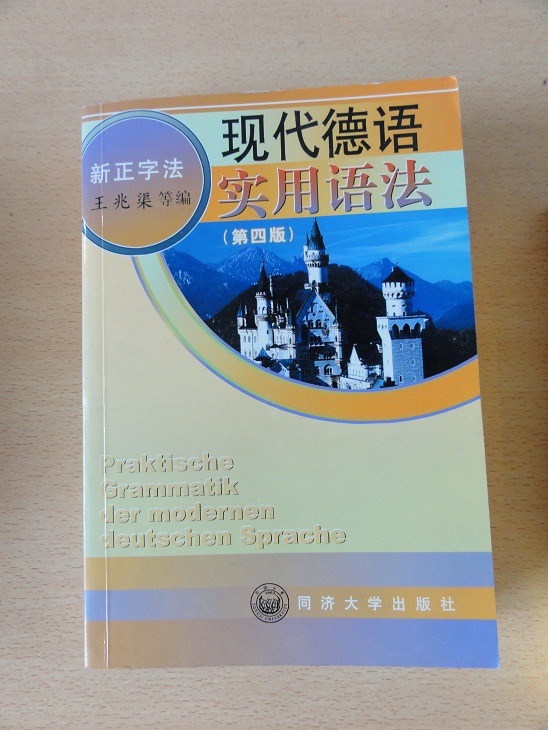 新正字法
王兆渠 等编
现代德语
实用语法
（第四版）
Praktische
Grammatik
der modernen
deutschen Sprache
同济大学出版社